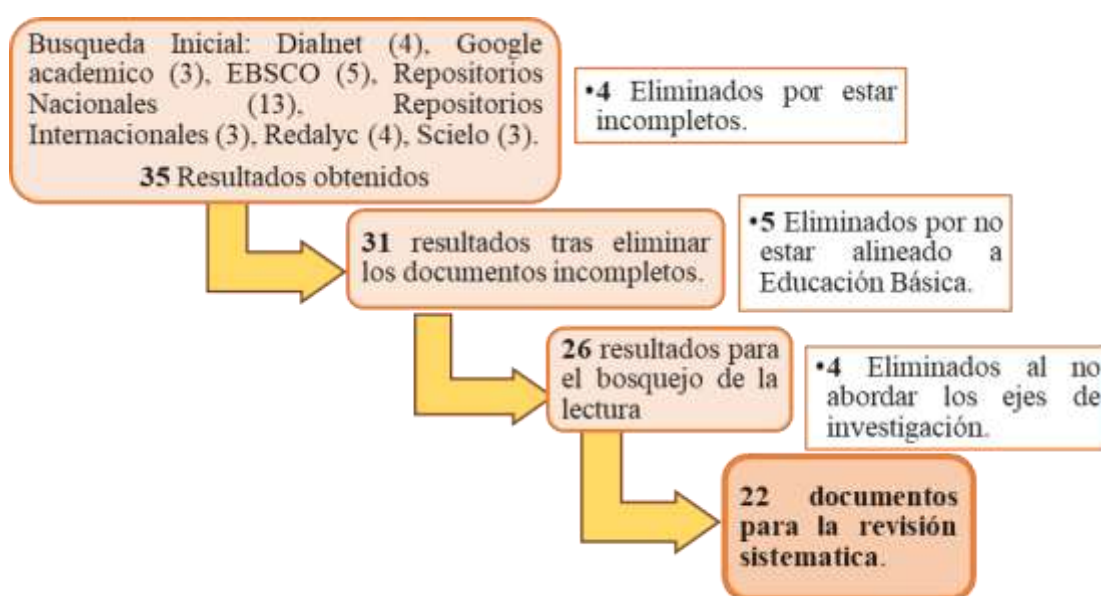 Busqueda Inicial: Dialnet (4), Google
academico (3), EBSCO (5), Repositorios
Nacionales (13), Repositorios
Internacionales (3), Redalyc (4), Scielo (3).
35 Resultados obtenidos
•4 Eliminados por estar
incompletos.
31 resultados tras eliminar
los documentos incompletos.
•5 Eliminados por no
estar alineado a
Educación Básica.
26 resultados para
el bosquejo de la
lectura
•4 Eliminados al no
abordar los ejes de
investigación.
22 documentos
para la revisión
sistematica.